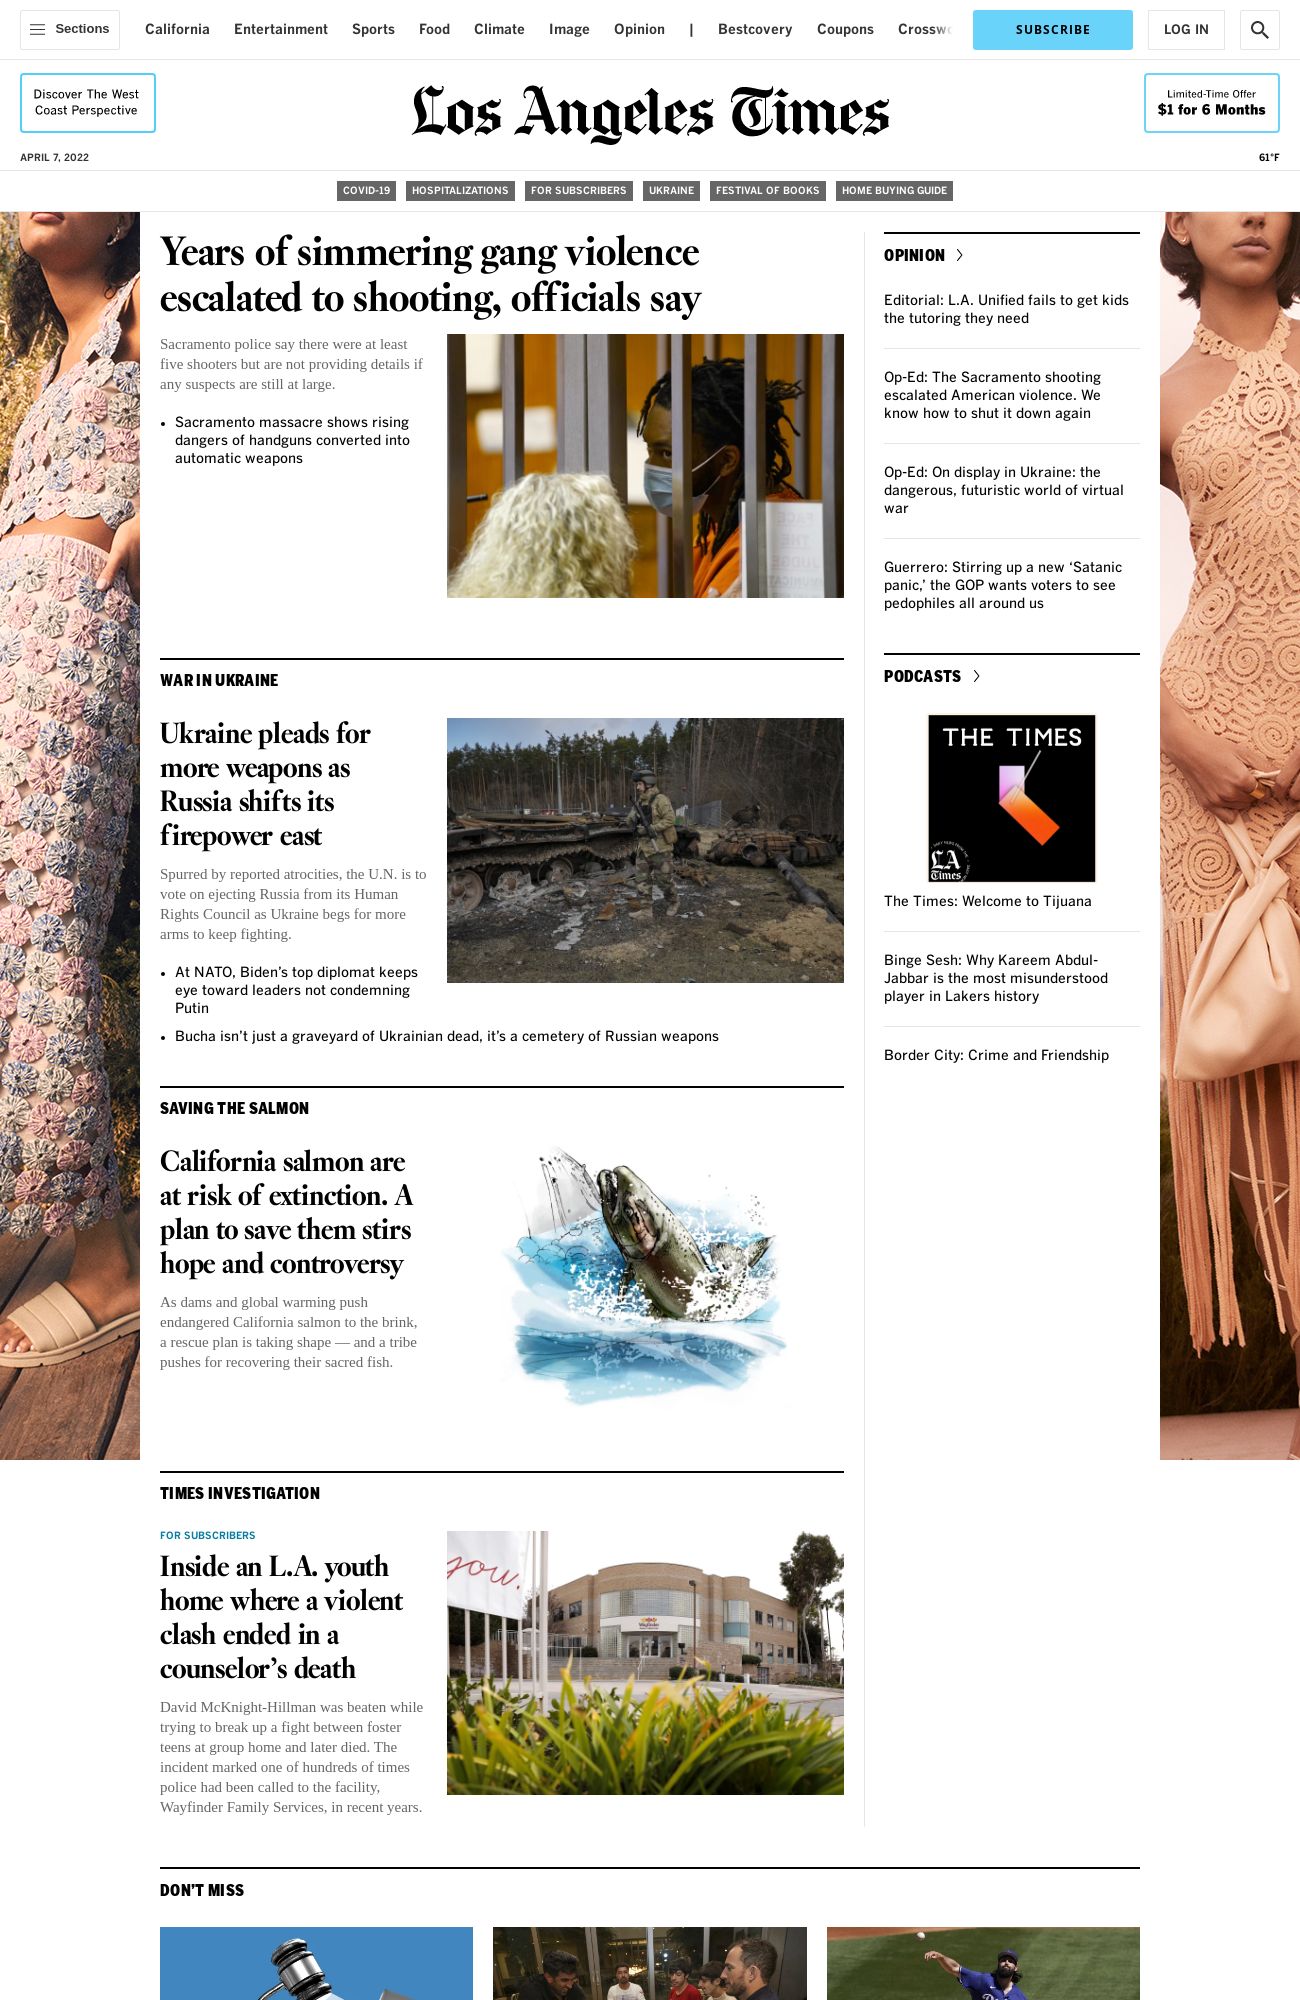 Sections
California
Entertainment
Sports
Food
Climate
Image
Opinion
|
Bestcovery
Coupons
SUBSCRIBE
LOG IN
Discover The West
Coast Perspective
Los Angeles Times
Limited-Time Offer
$1 for 6 Months
APRIL 7, 2022
61°F
COVID-19
HOSPITALIZATIONS
FOR SUBSCRIBERS
UKRAINE
FESTIVAL OF BOOKS
HOME BUYING GUIDE
Years of simmering gang violence
escalated to shooting, officials say
Sacramento police say there were at least
five shooters but are not providing details if
any suspects are still at large.
• Sacramento massacre shows rising
dangers of handguns converted into
automatic weapons
FACE
THE
JUDGE
WAR IN UKRAINE
Ukraine pleads for
more weapons as
Russia shifts its
firepower east
Spurred by reported atrocities, the U.N. is to
vote on ejecting Russia from its Human
Rights Council as Ukraine begs for more
arms to keep fighting.
• At NATO, Biden’s top diplomat keeps
eye toward leaders not condemning
Putin
• Bucha isn’t just a graveyard of Ukrainian dead, it’s a cemetery of Russian weapons
SAVING THE SALMON
California salmon are
at risk of extinction. A
plan to save them stirs
hope and controversy
As dams and global warming push
endangered California salmon to the brink,
a rescue plan is taking shape — and a tribe
pushes for recovering their sacred fish.
TIMES INVESTIGATION
FOR SUBSCRIBERS
Inside an L.A. youth
home where a violent
clash ended in a
counselor’s death
David McKnight-Hillman was beaten while
trying to break up a fight between foster
teens at group home and later died. The
incident marked one of hundreds of times
police had been called to the facility,
Wayfinder Family Services, in recent years.
you.
Wayfinder
OPINION
Editorial: L.A. Unified fails to get kids
the tutoring they need
Op-Ed: The Sacramento shooting
escalated American violence. We
know how to shut it down again
Op-Ed: On display in Ukraine: the
dangerous, futuristic world of virtual
war
Guerrero: Stirring up a new ‘Satanic
panic,’ the GOP wants voters to see
pedophiles all around us
PODCASTS
THE TIMES
LA
Times
The Times: Welcome to Tijuana
Binge Sesh: Why Kareem Abdul-
Jabbar is the most misunderstood
player in Lakers history
Border City: Crime and Friendship
DON’T MISS